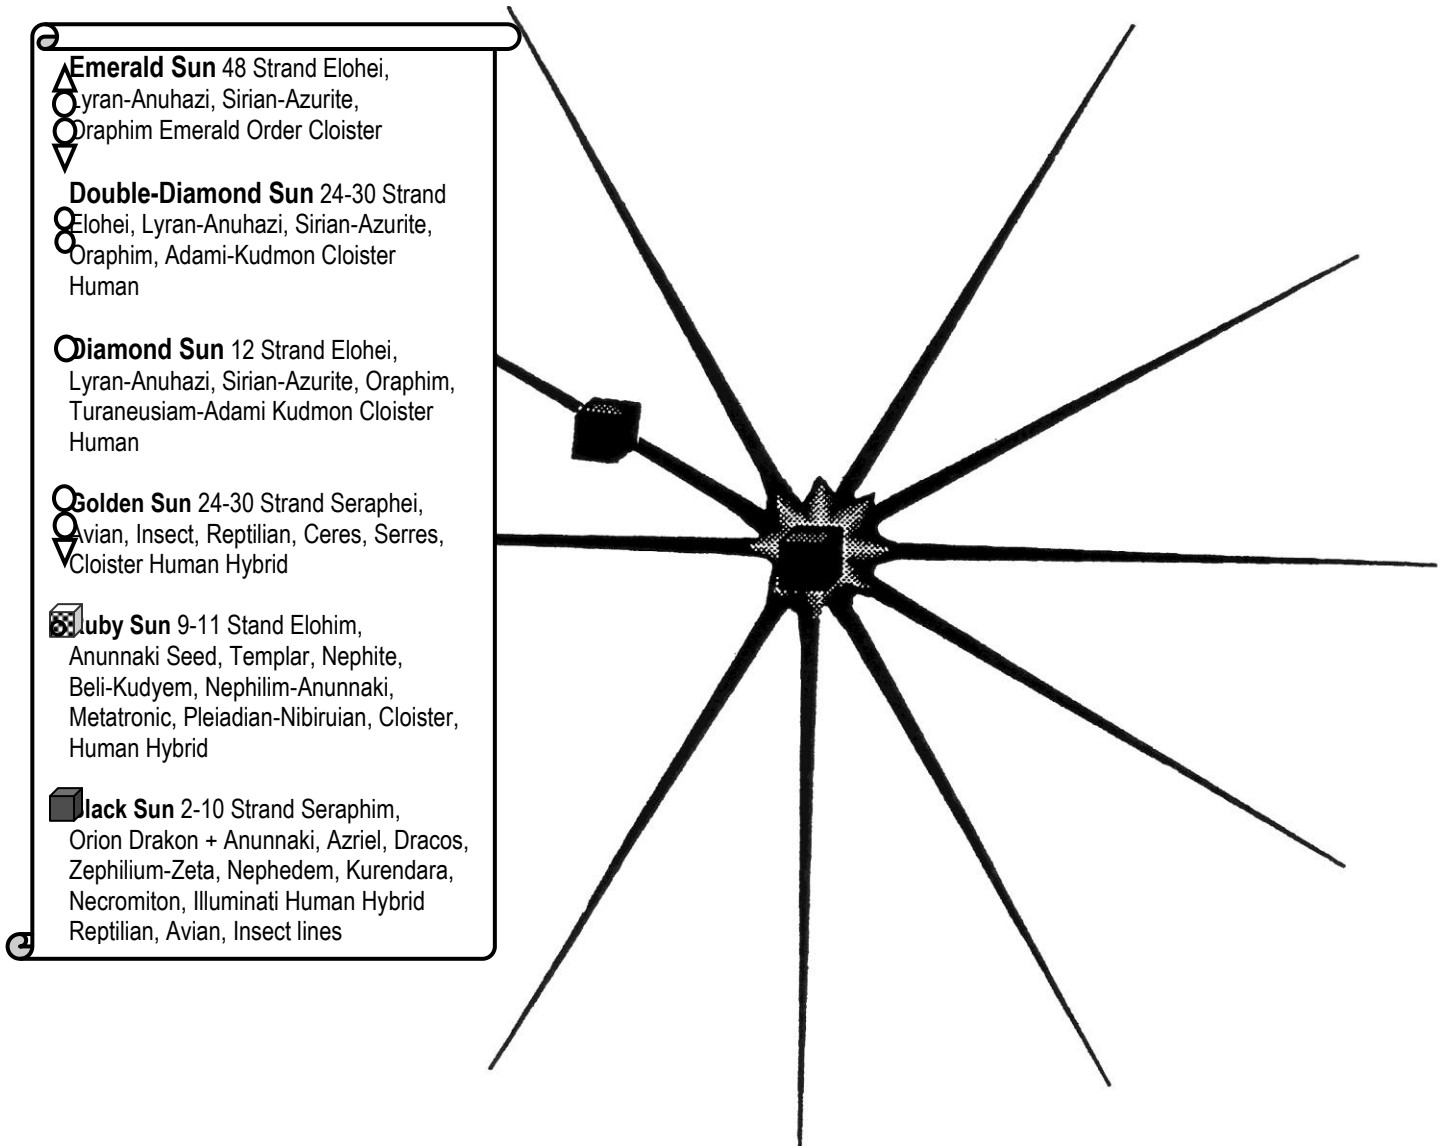 Emerald Sun 48 Strand Elohei,
Lyran-Anuhazi, Sirian-Azurite,
Oraphim Emerald Order Cloister
Double-Diamond Sun 24-30 Strand
Elohei, Lyran-Anuhazi, Sirian-Azurite,
Oraphim, Adami-Kudmon Cloister
Human
Diamond Sun 12 Strand Elohei,
Lyran-Anuhazi, Sirian-Azurite, Oraphim,
Turaneusiam-Adami Kudmon Cloister
Human
Golden Sun 24-30 Strand Seraphei,
Avian, Insect, Reptilian, Ceres, Serres,
Cloister Human Hybrid
Ruby Sun 9-11 Stand Elohim,
Anunnaki Seed, Templar, Nephite,
Beli-Kudyem, Nephilim-Anunnaki,
Metatronic, Pleiadian-Nibiruian, Cloister,
Human Hybrid
Black Sun 2-10 Strand Seraphim,
Orion Drakon + Anunnaki, Azriel, Dracos,
Zephilium-Zeta, Nephedem, Kurendara,
Necromiton, Illuminati Human Hybrid
Reptilian, Avian, Insect lines